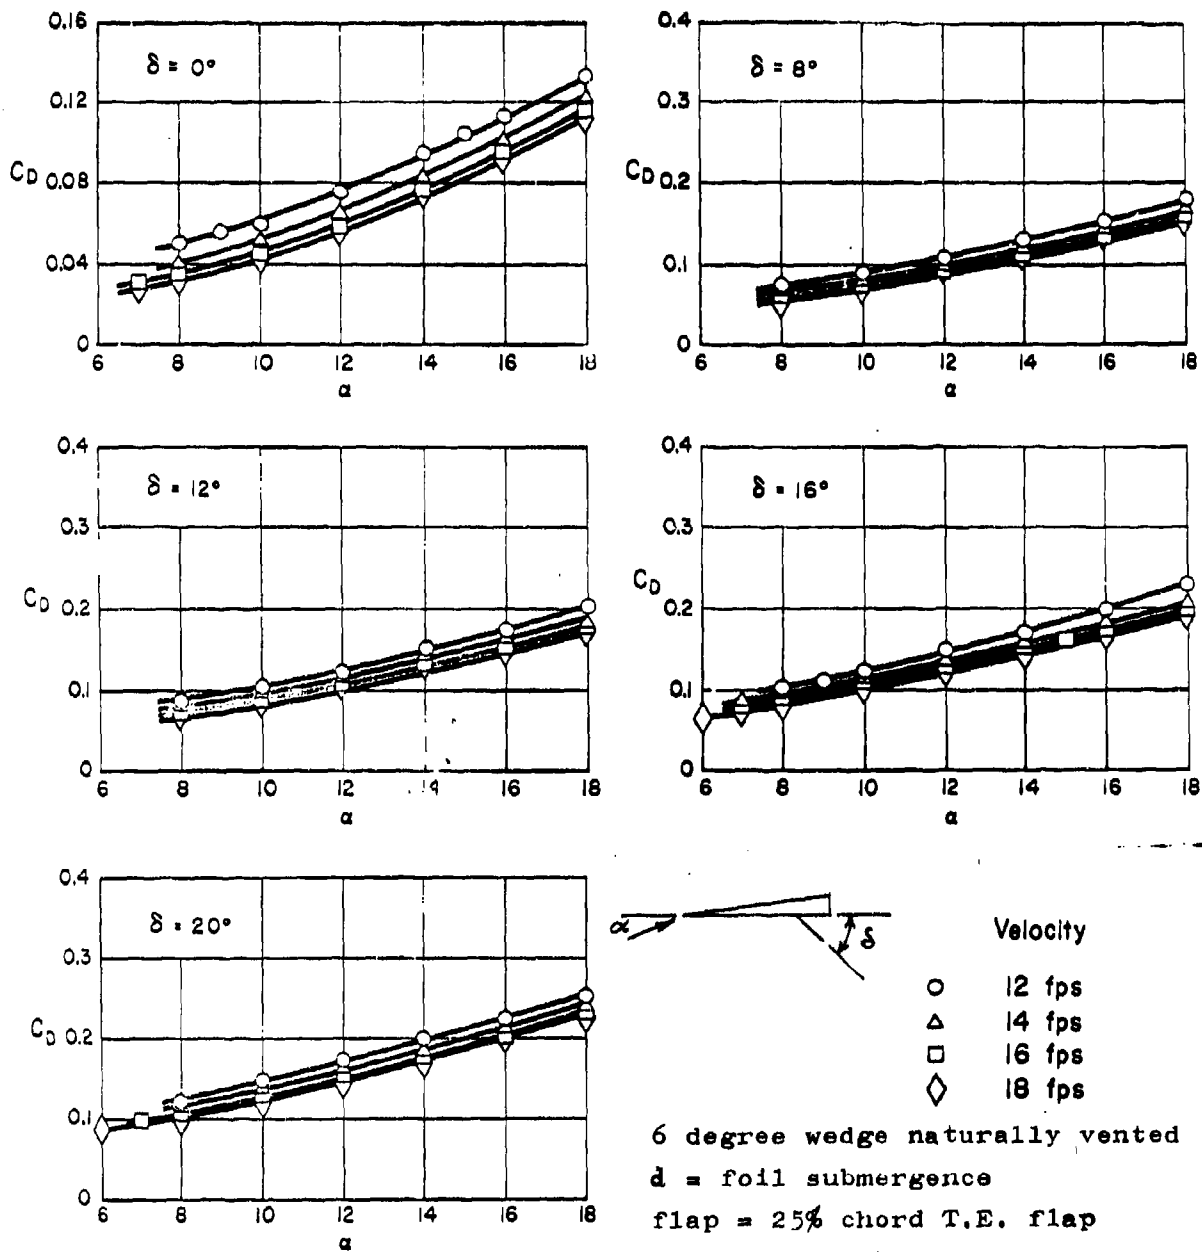 0.16
0.12
C_D 0.08
0.04
0
δ = 0°
6 8 10 12 14 16 18
α
0.4
0.3
C_D 0.2
0.1
0
δ = 8°
6 8 10 12 14 16 18
α
0.4
0.3
C_D 0.2
0.1
0
δ = 12°
6 8 10 12 14 16 18
α
0.4
0.3
C_D 0.2
0.1
0
δ = 16°
6 8 10 12 14 16 18
α
0.4
0.3
C_D 0.2
0.1
0
δ = 20°
6 8 10 12 14 16 18
α
α
δ
Velocity
12 fps
14 fps
16 fps
18 fps
6 degree wedge naturally vented
d = foil submergence
flap = 25% chord T.E. flap